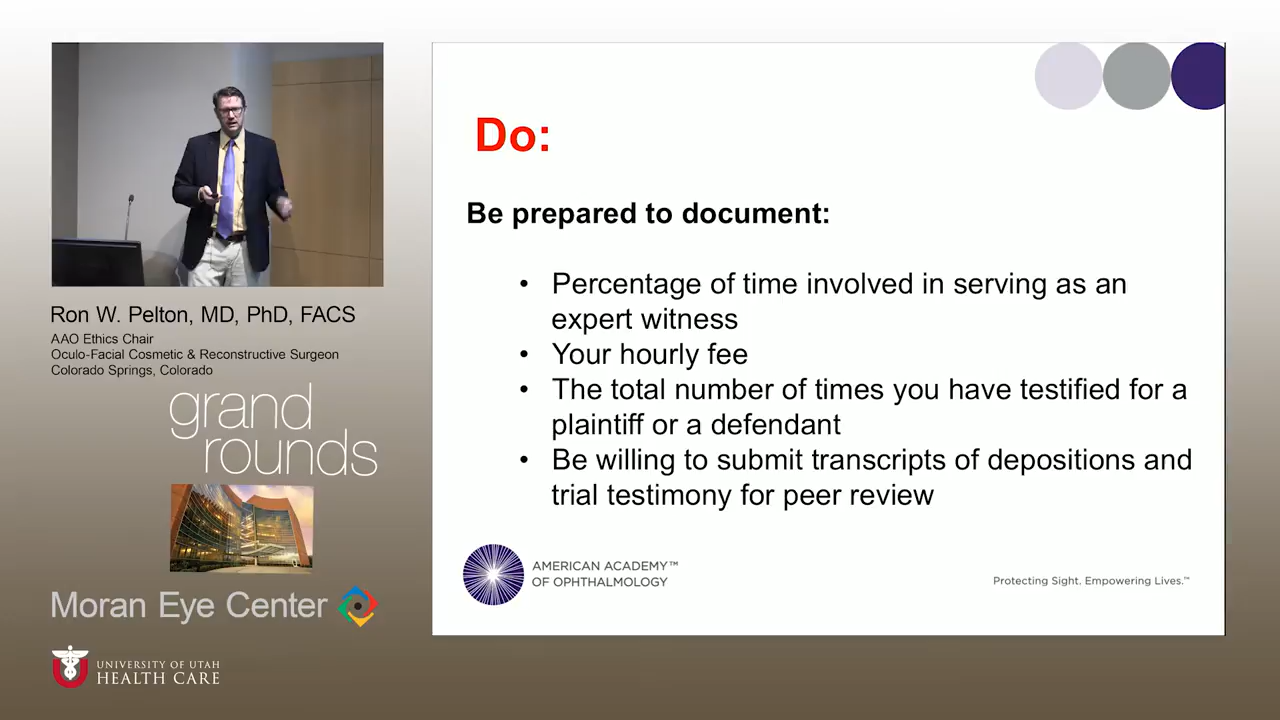 Ron W. Pelton, MD, PhD, FACS
AAO Ethics Chair
Oculo-Facial Cosmetic & Reconstructive Surgeon
Colorado Springs, Colorado
grand
rounds
Moran Eye Center
UNIVERSITY OF UTAH
HEALTH CARE
Do:
Be prepared to document:
• Percentage of time involved in serving as an
expert witness
• Your hourly fee
• The total number of times you have testified for a
plaintiff or a defendant
• Be willing to submit transcripts of depositions and
trial testimony for peer review
AMERICAN ACADEMY™
OF OPHTHALMOLOGY
Protecting Sight. Empowering Lives.™